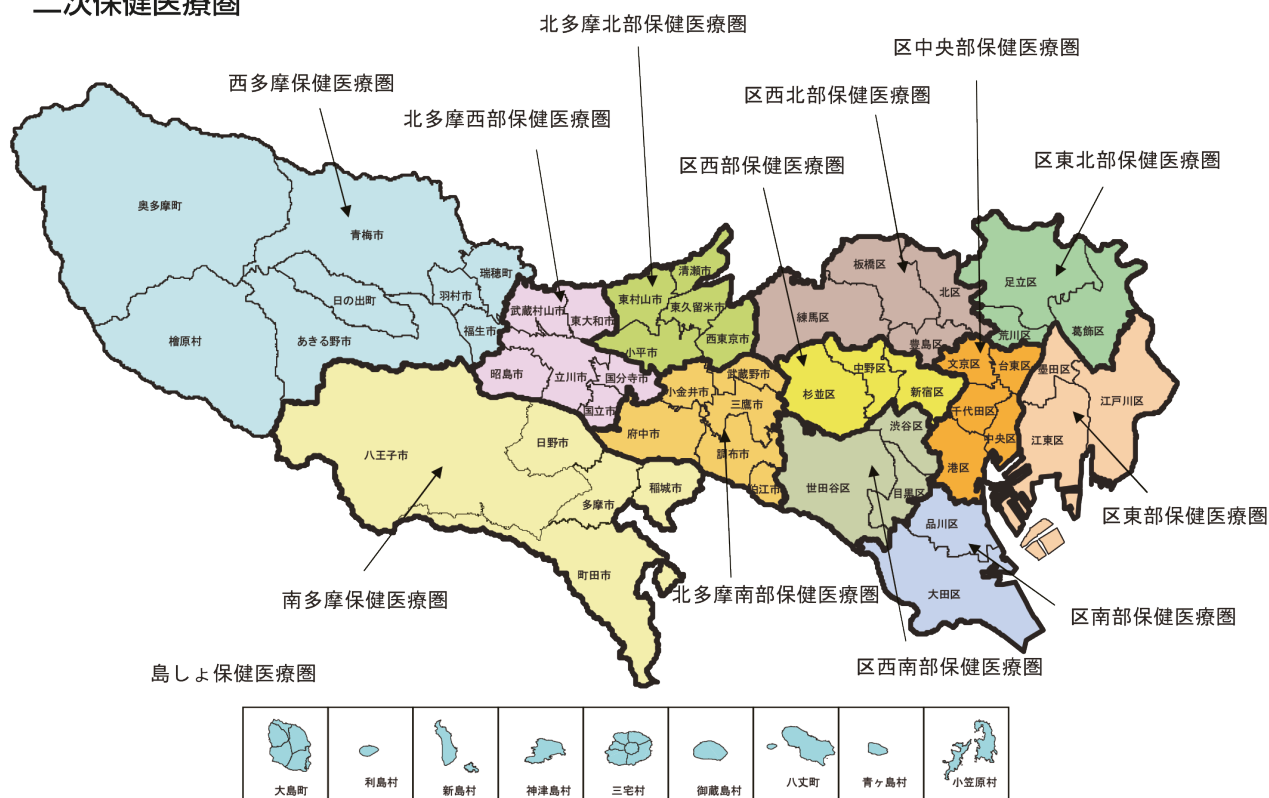 二次保健医療圏
北多摩北部保健医療圏
区中央部保健医療圏
西多摩保健医療圏
区西北部保健医療圏
北多摩西部保健医療圏
区西部保健医療圏
区東北部保健医療圏
奥多摩町
青梅市
瑞穂町
羽村市
日の出町
福生市
檜原村
あきる野市
武蔵村山市
東大和市
昭島市
立川市
国分寺市
国立市
清瀬市
東村山市
東久留米市
小平市
西東京市
板橋区
北区
練馬区
豊島区
足立区
荒川区
葛飾区
小金井市
武蔵野市
三鷹市
府中市
調布市
狛江市
杉並区
中野区
新宿区
文京区
台東区
千代田区
中央区
港区
墨田区
江戸川区
江東区
渋谷区
世田谷区
目黒区
品川区
大田区
八王子市
日野市
多摩市
稲城市
町田市
区東部保健医療圏
南多摩保健医療圏
北多摩南部保健医療圏
区南部保健医療圏
区西南部保健医療圏
島しょ保健医療圏
大島町
利島村
新島村
神津島村
三宅村
御蔵島村
八丈町
青ヶ島村
小笠原村